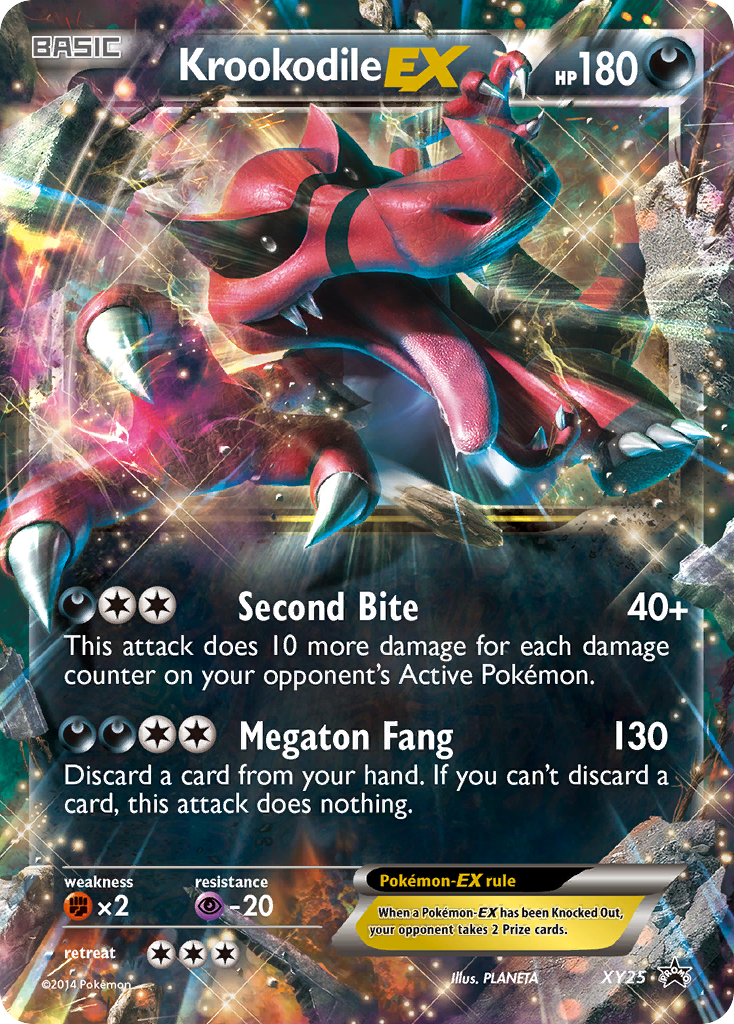 BASIC
Krookodile EX HP180
Second Bite 40+
This attack does 10 more damage for each damage
counter on your opponent's Active Pokémon.
Megaton Fang 130
Discard a card from your hand. If you can't discard a
card, this attack does nothing.
weakness resistance
×2 -20
Pokémon-EX rule
When a Pokémon-EX has been Knocked Out,
your opponent takes 2 Prize cards.
retreat
Illus. PLANETA XY25 PROMO
©2014 Pokémon